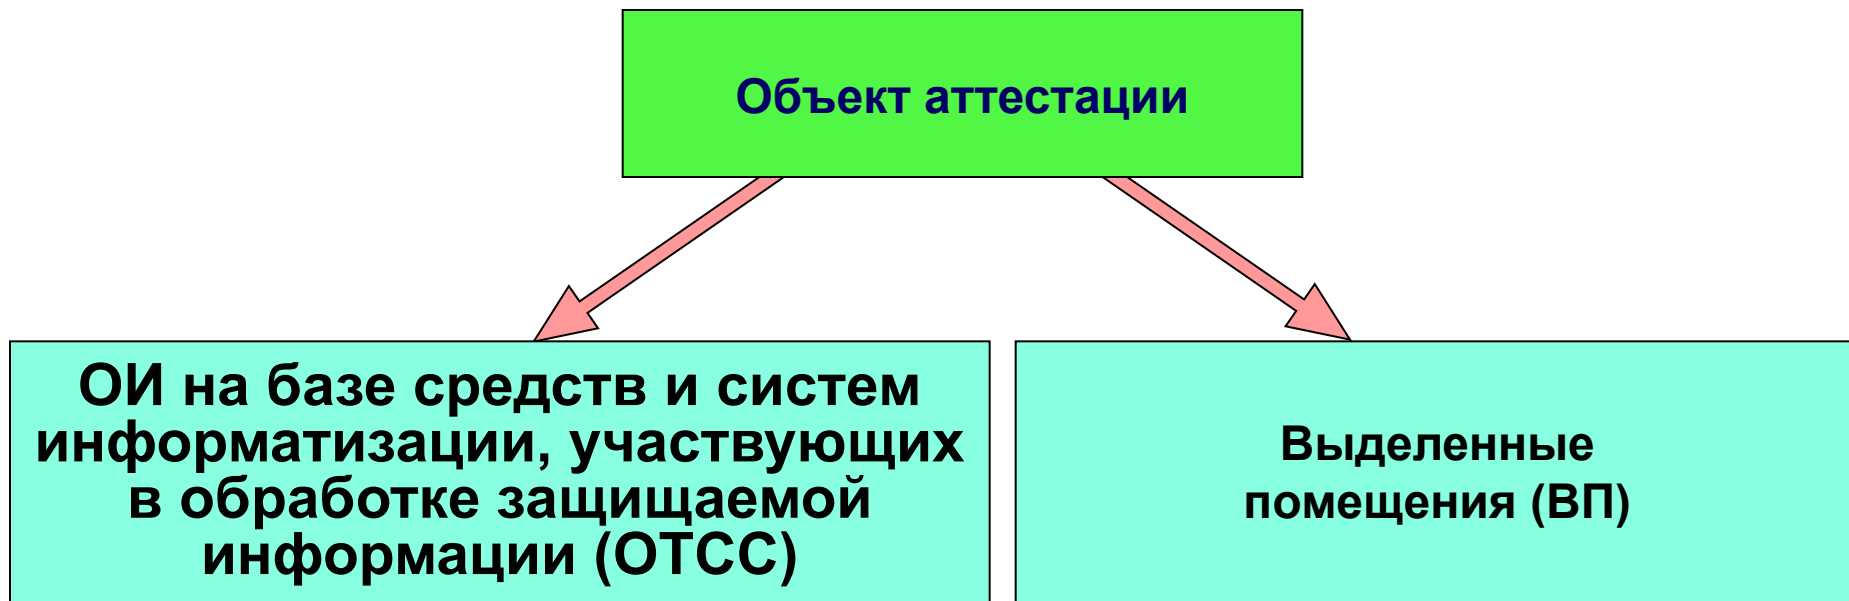 Объект аттестации
ОИ на базе средств и систем
информатизации, участвующих
в обработке защищаемой
информации (ОТСС)
Выделенные
помещения (ВП)